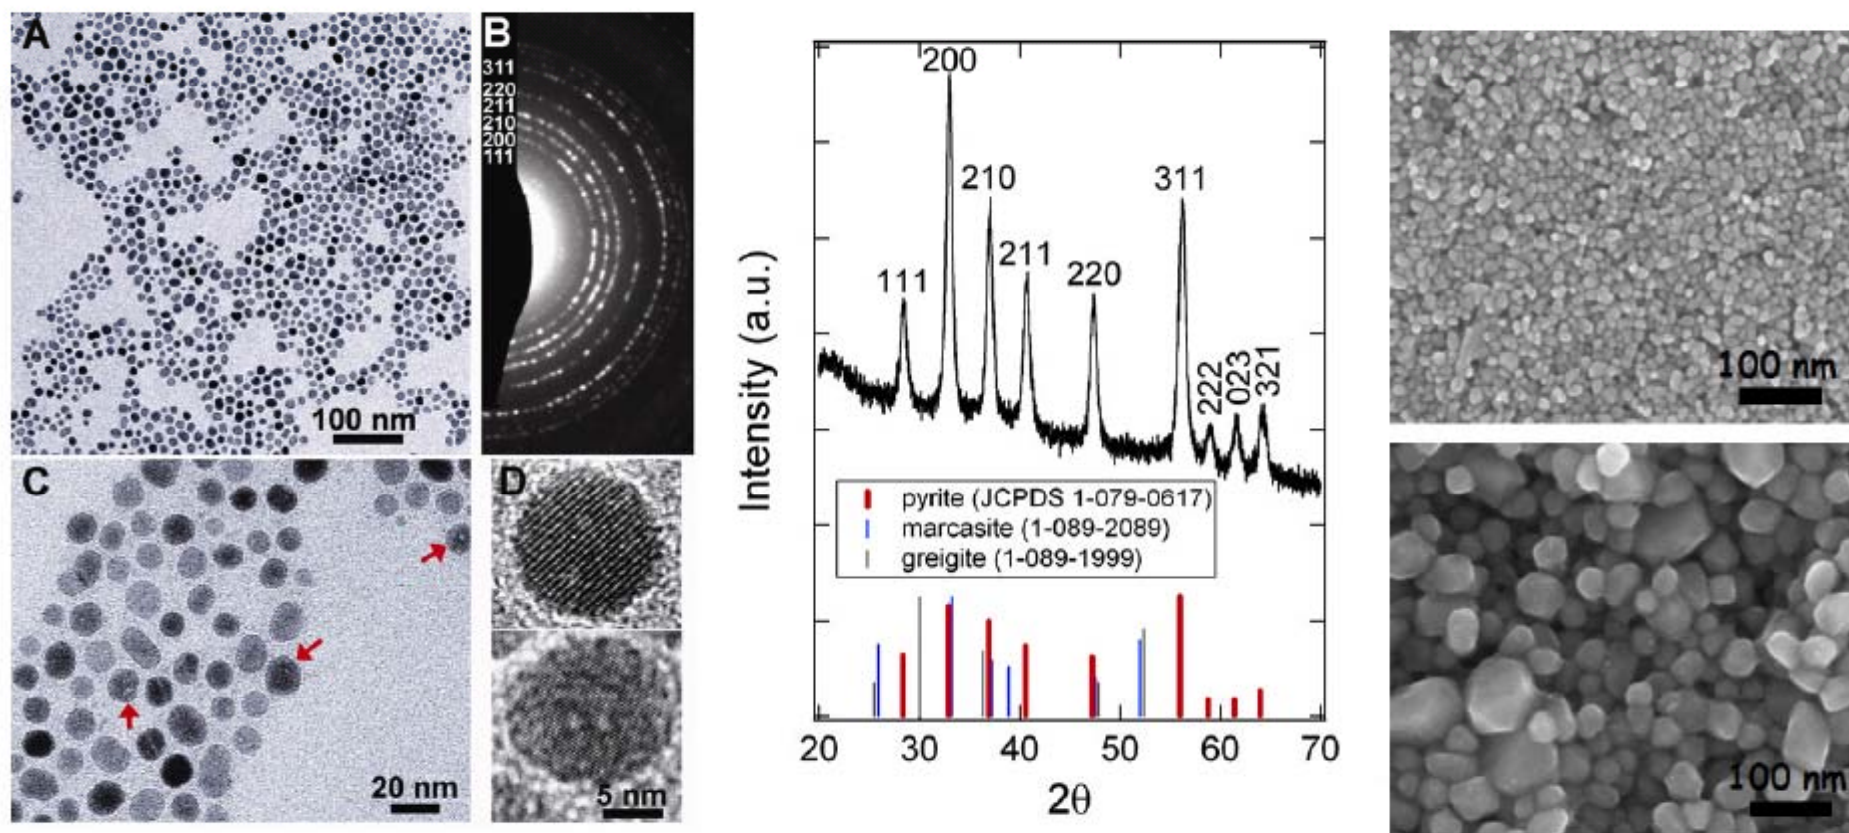 A
100 nm
B
311
220
211
210
200
111
C
20 nm
D
5 nm
Intensity (a.u.)
200
210
311
211
111
220
222
023
321
pyrite (JCPDS 1-079-0617)
marcasite (1-089-2089)
greigite (1-089-1999)
20 30 40 50 60 70
2θ
100 nm
100 nm